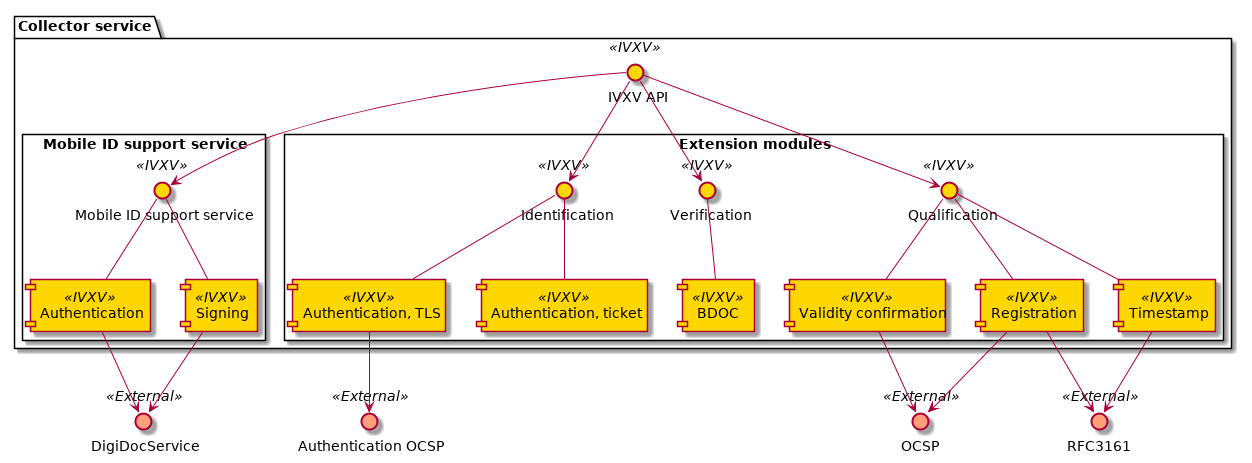 Collector service
«IVXV»
IVXV API
Mobile ID support service
Extension modules
«IVXV»
«IVXV»
«IVXV»
«IVXV»
Mobile ID support service
Identification
Verification
Qualification
«IVXV»
Authentication
«IVXV»
Signing
«IVXV»
Authentication, TLS
«IVXV»
Authentication, ticket
«IVXV»
BDOC
«IVXV»
Validity confirmation
«IVXV»
Registration
«IVXV»
Timestamp
«External»
DigiDocService
«External»
Authentication OCSP
«External»
OCSP
«External»
RFC3161